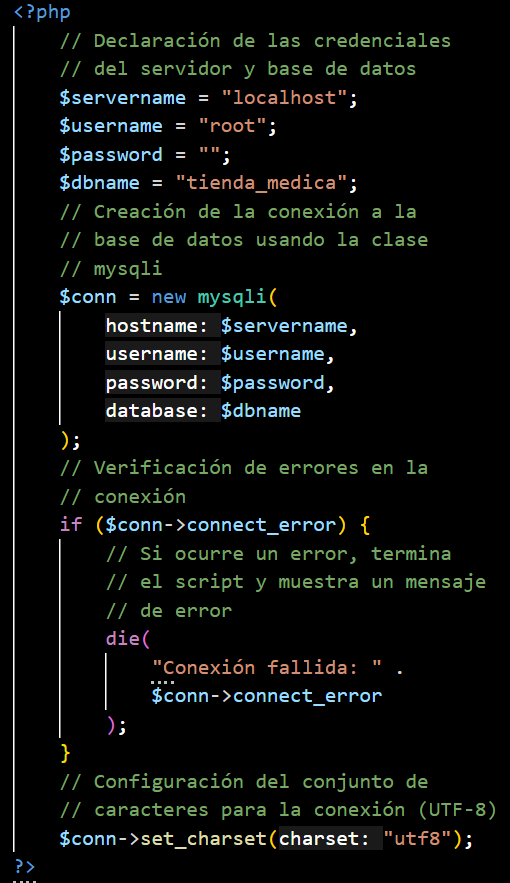 <?php
// Declaración de las credenciales
// del servidor y base de datos
$servername = "localhost";
$username = "root";
$password = "";
$dbname = "tienda_medica";
// Creación de la conexión a la
// base de datos usando la clase
// mysqli
$conn = new mysqli(
hostname: $servername,
username: $username,
password: $password,
database: $dbname
);
// Verificación de errores en la
// conexión
if ($conn->connect_error) {
// Si ocurre un error, termina
// el script y muestra un mensaje
// de error
die(
"Conexión fallida: " .
$conn->connect_error
);
}
// Configuración del conjunto de
// caracteres para la conexión (UTF-8)
$conn->set_charset(charset: "utf8");
?>